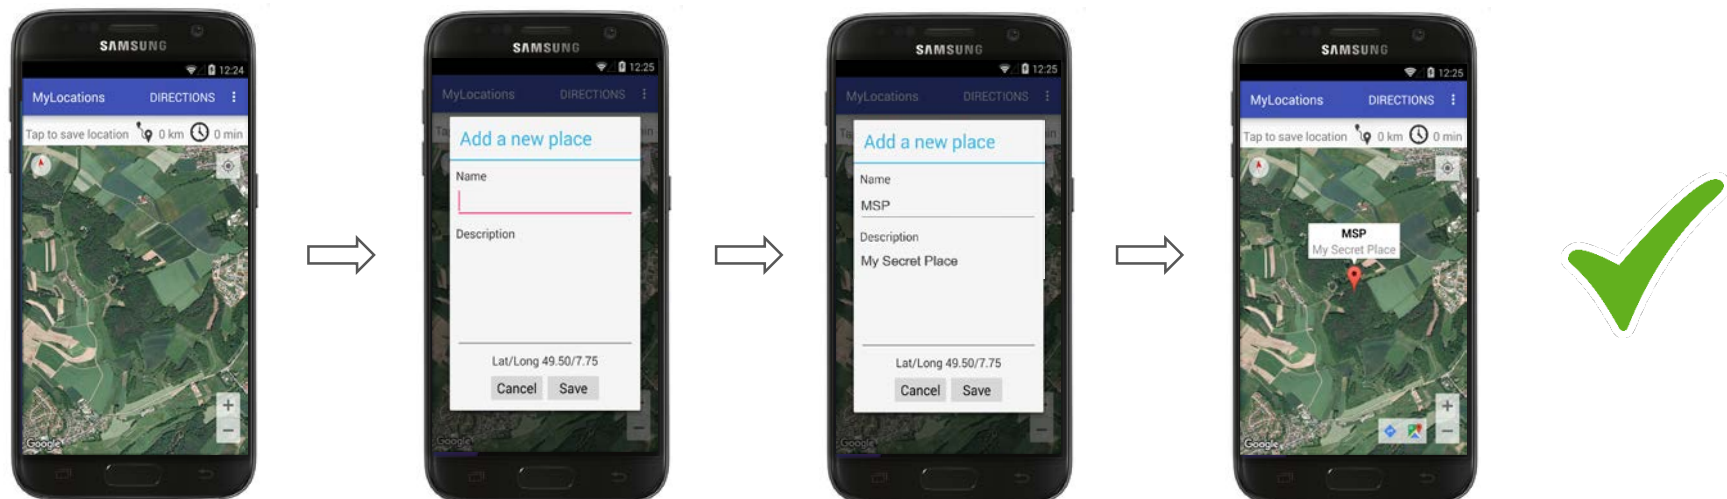 SAMSUNG
12:24
MyLocations DIRECTIONS
Tap to save location 0 km 0 min
Google
SAMSUNG
12:25
MyLocations DIRECTIONS
Add a new place
Name
Description
Lat/Long 49.50/7.75
Cancel Save
Google
SAMSUNG
12:25
MyLocations DIRECTIONS
Add a new place
Name
MSP
Description
My Secret Place
Lat/Long 49.50/7.75
Cancel Save
Google
SAMSUNG
12:25
MyLocations DIRECTIONS
Tap to save location 0 km 0 min
MSP
My Secret Place
Google